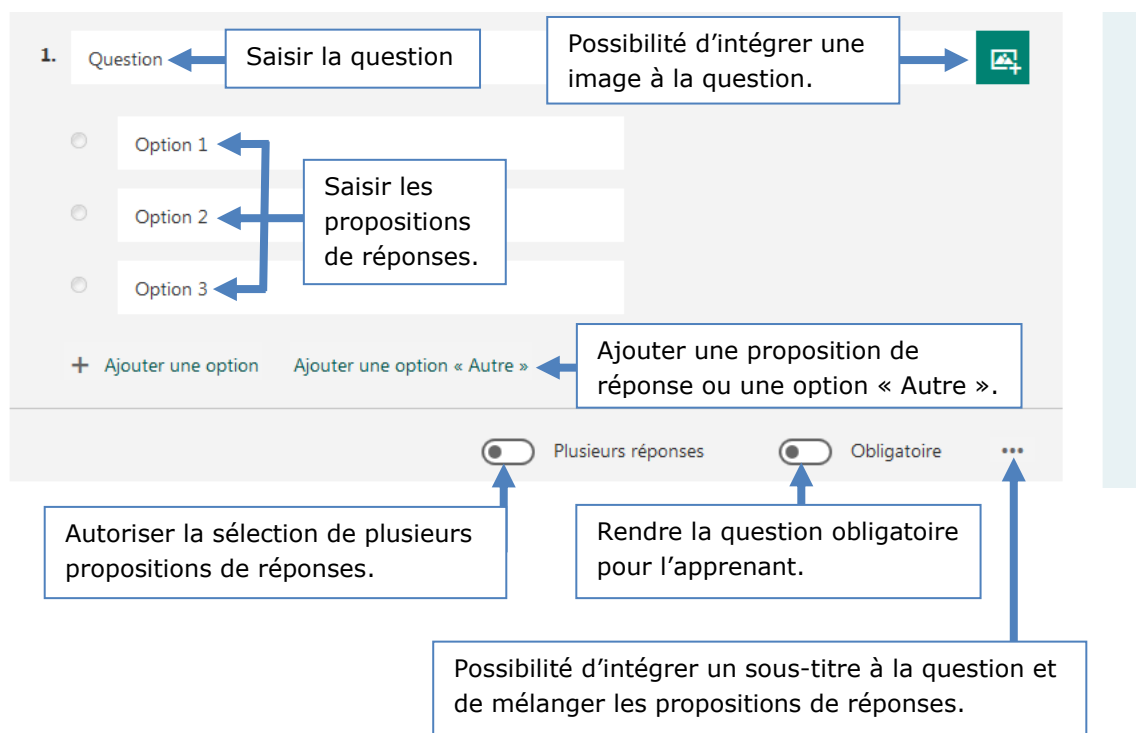 1. Question
Saisir la question
Possibilité d’intégrer une
image à la question.
Option 1
Option 2
Option 3
Saisir les
propositions
de réponses.
+ Ajouter une option
Ajouter une option « Autre »
Ajouter une proposition de
réponse ou une option « Autre ».
Plusieurs réponses
Obligatoire
...
Autoriser la sélection de plusieurs
propositions de réponses.
Rendre la question obligatoire
pour l’apprenant.
Possibilité d’intégrer un sous-titre à la question et
de mélanger les propositions de réponses.